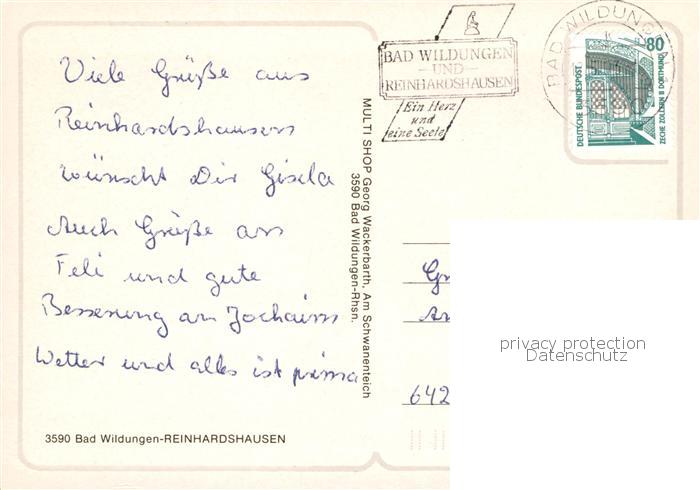 Viele Grüße aus
Reinhardshausen
wünscht Dir Gisela
Auch Grüße an
Feli und gute
Besserung an Jochaim
Wetter und alles ist prima
3590 Bad Wildungen-REINHARDSHAUSEN
MULTI SHOP Georg Wackerbarth, Am Schwanenteich
3590 Bad Wildungen-Rhsn.
BAD WILDUNGEN
UND
REINHARDSHAUSEN
Ein Herz
und
eine Seele
BAD WILDUNGEN
80
DEUTSCHE BUNDESPOST
ZECHE ZOLLERN II DORTMUND
642
privacy protection
Datenschutz